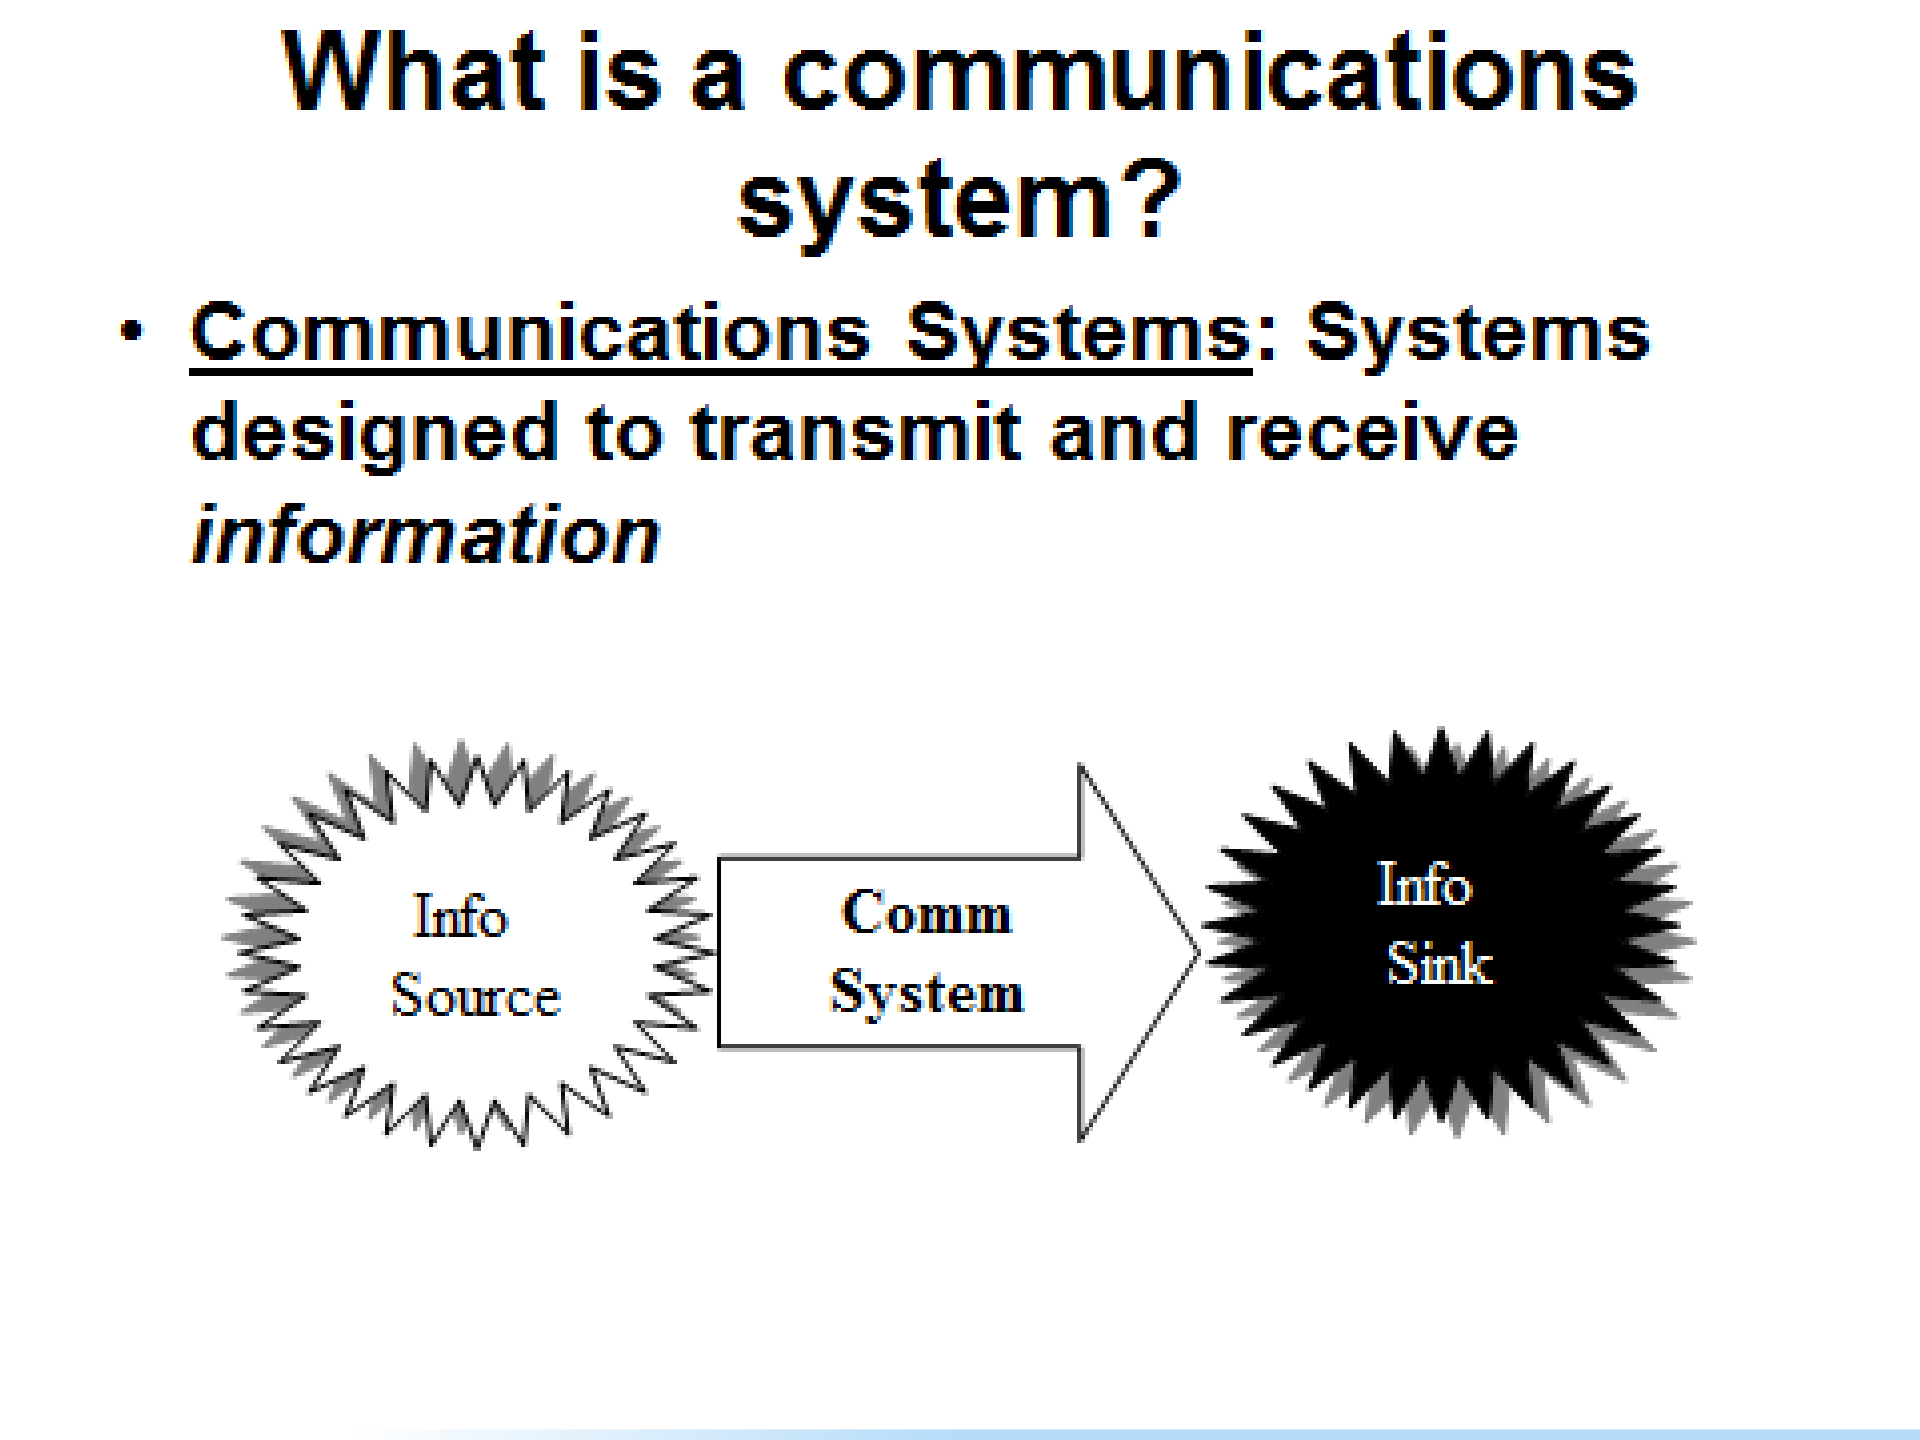 What is a communications
system?
• Communications Systems: Systems
designed to transmit and receive
information
Info
Source
Comm
System
Info
Sink